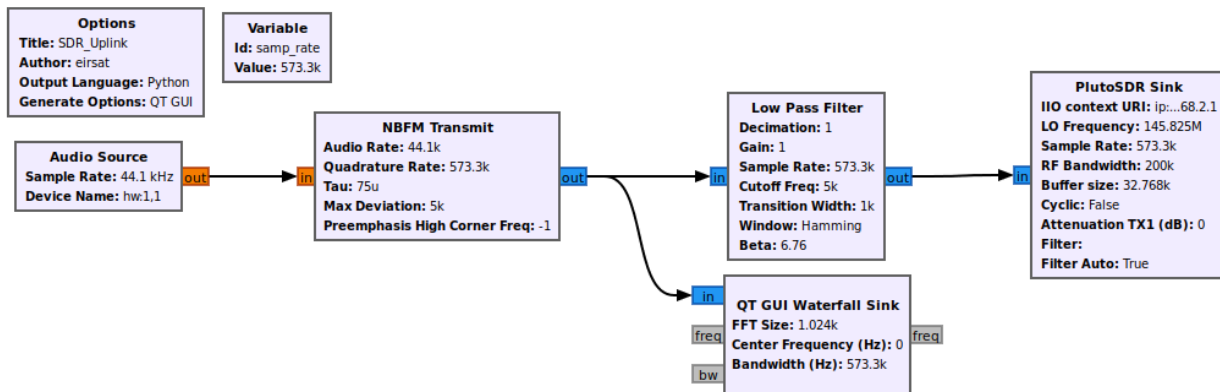 Options
Title: SDR_Uplink
Author: eirsat
Output Language: Python
Generate Options: QT GUI
Variable
Id: samp_rate
Value: 573.3k
Audio Source
Sample Rate: 44.1 kHz
Device Name: hw:1,1
out
in
NBFM Transmit
Audio Rate: 44.1k
Quadrature Rate: 573.3k
Tau: 75u
Max Deviation: 5k
Preemphasis High Corner Freq: -1
out
in
Low Pass Filter
Decimation: 1
Gain: 1
Sample Rate: 573.3k
Cutoff Freq: 5k
Transition Width: 1k
Window: Hamming
Beta: 6.76
out
in
PlutoSDR Sink
IIO context URI: ip:...68.2.1
LO Frequency: 145.825M
Sample Rate: 573.3k
RF Bandwidth: 200k
Buffer size: 32.768k
Cyclic: False
Attenuation TX1 (dB): 0
Filter:
Filter Auto: True
in
freq
bw
QT GUI Waterfall Sink
FFT Size: 1.024k
Center Frequency (Hz): 0
Bandwidth (Hz): 573.3k
freq